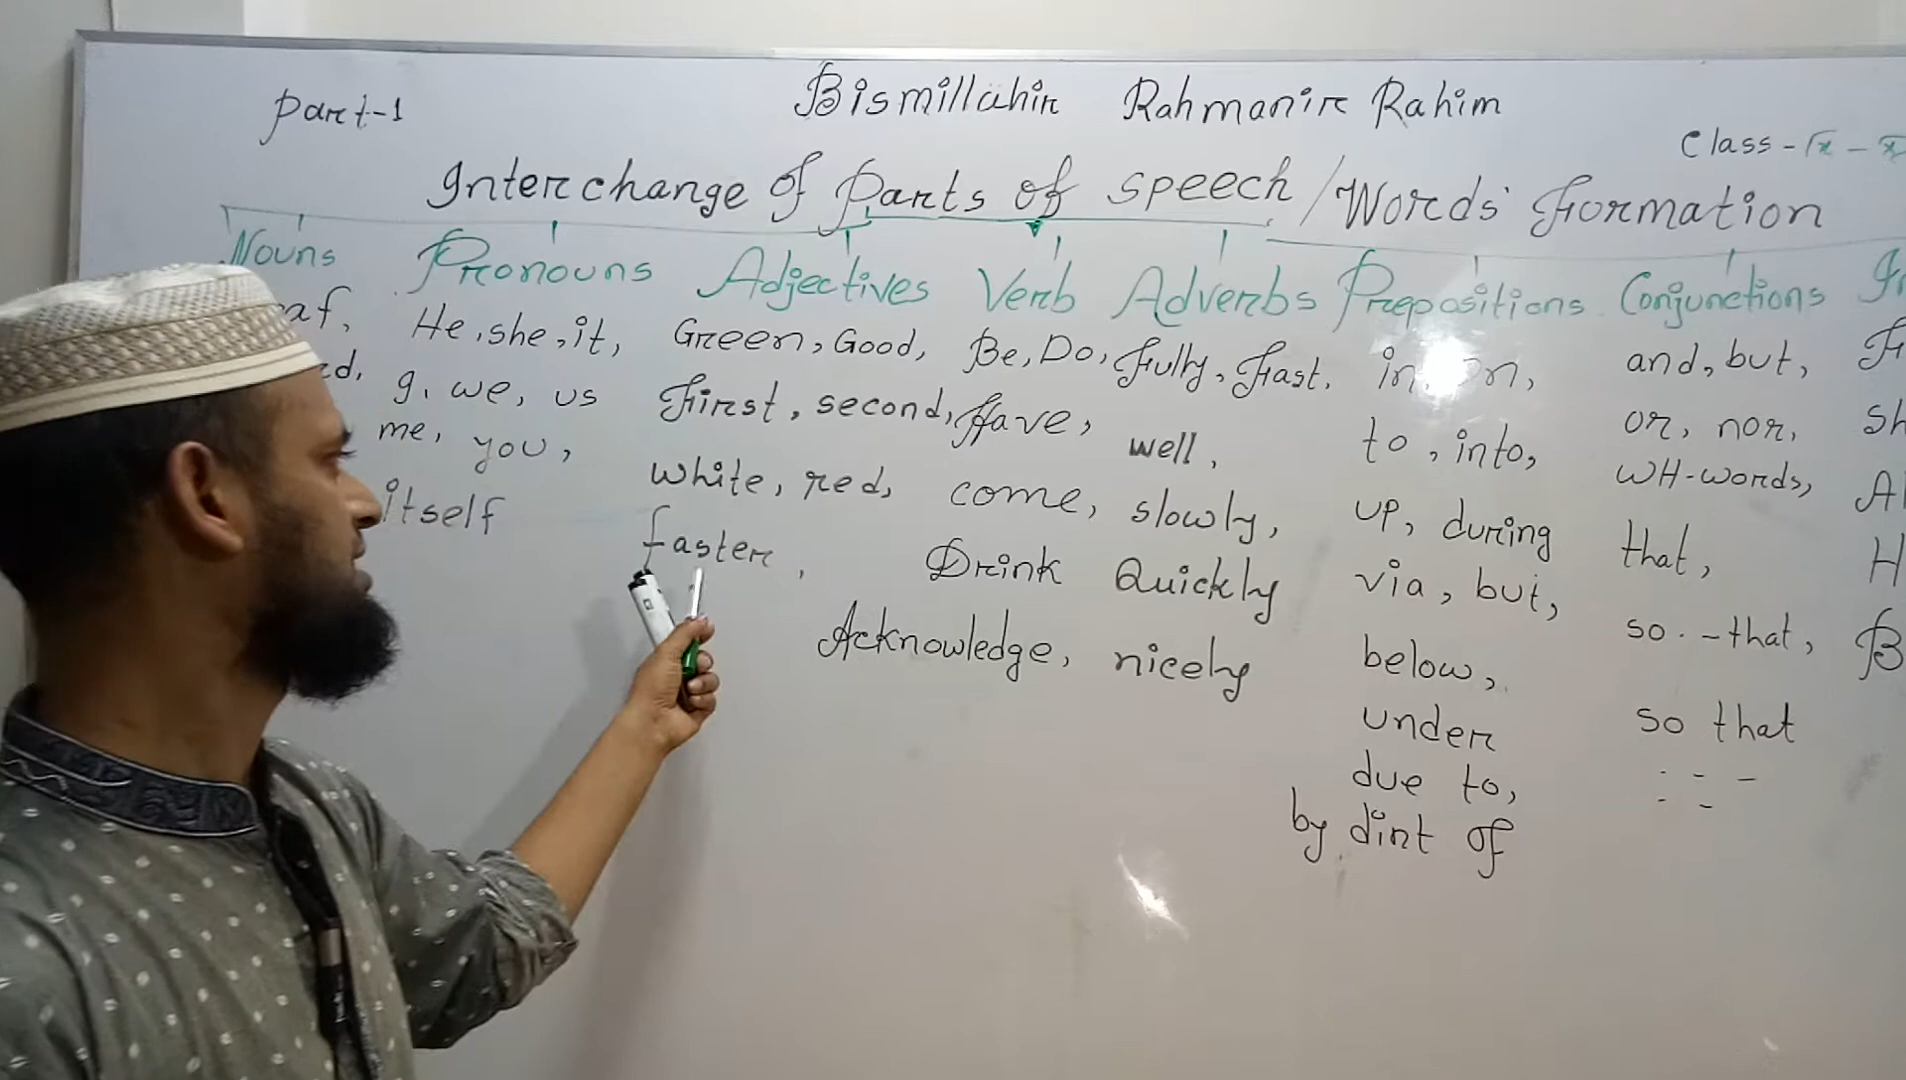 Part-1
Bismillahir Rahmanir Rahim
Class - IX - X
Interchange of Parts of speech / Words Formation
Nouns Pronouns Adjectives Verb Adverbs Prepositions Conjunctions
He, she, it, Green, Good, Be, Do, Fully, Fast, in, on, and, but,
I, we, us First, second, Have, well, to, into, or, nor,
me, you, white, red, come, slowly, up, during WH-words,
itself faster, Drink Quickly via, but, that,
Acknowledge, nicely below, so - that,
under so that
due to,
by dint of